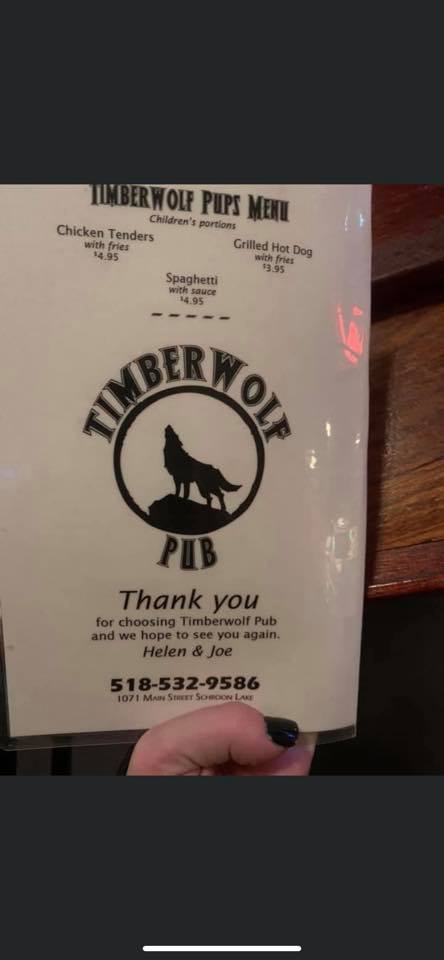 TIMBERWOLF PUPS MENU
Children's portions
Chicken Tenders
with fries
$4.95
Grilled Hot Dog
with fries
$3.95
Spaghetti
with sauce
$4.95
TIMBERWOLF
PUB
Thank you
for choosing Timberwolf Pub
and we hope to see you again.
Helen & Joe
518-532-9586
1071 MAIN STREET SCHROON LAKE